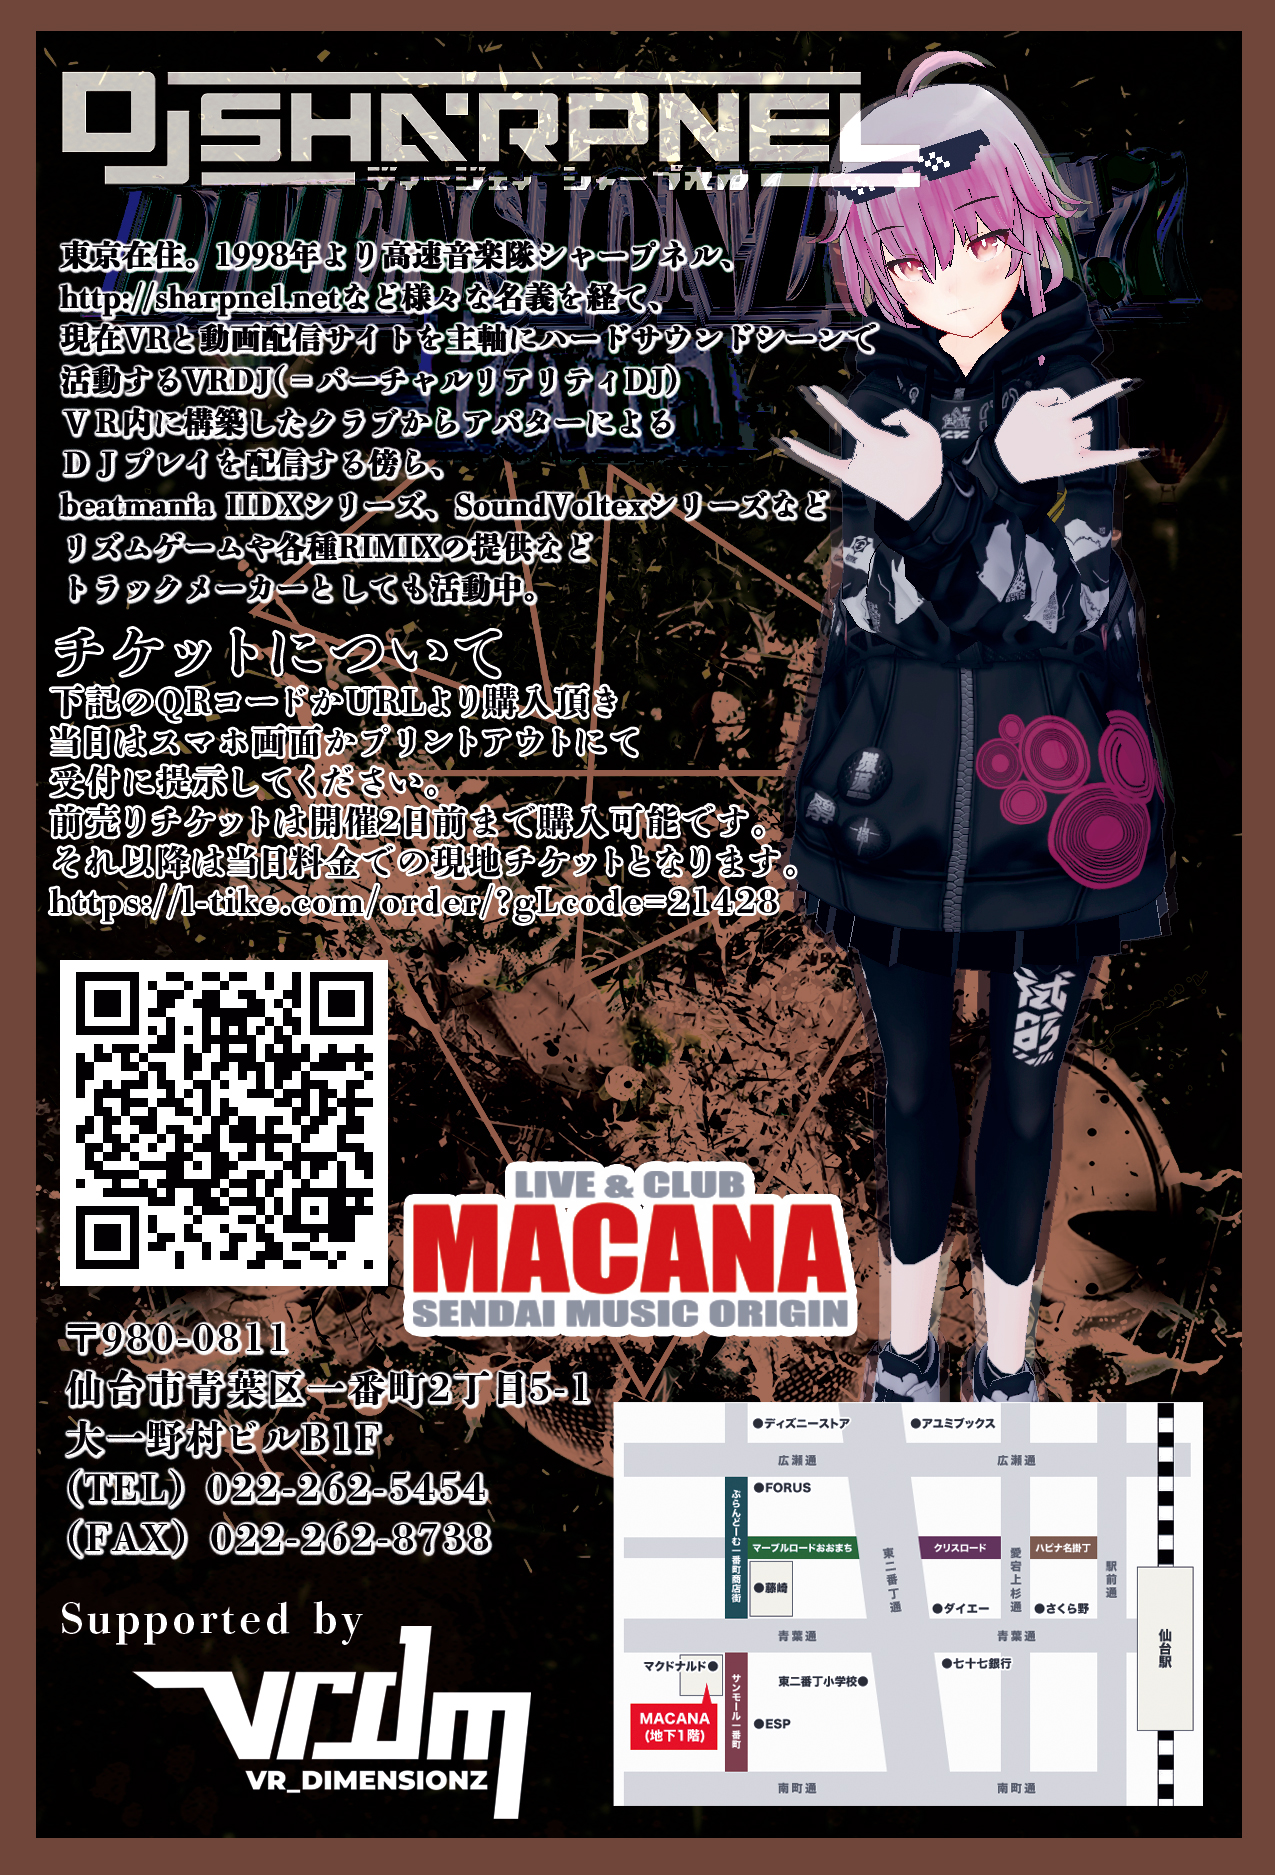 DJ SHARPNEL
ディージェイ シャープネル
東京在住。1998年より高速音楽隊シャープネル、
http://sharpnel.netなど様々な名義を経て、
現在VRと動画配信サイトを主軸にハードサウンドシーンで
活動するVRDJ(＝バーチャルリアリティDJ)
ＶＲ内に構築したクラブからアバターによる
ＤＪプレイを配信する傍ら、
beatmania IIDXシリーズ、SoundVoltexシリーズなど
リズムゲームや各種RIMIXの提供など
トラックメーカーとしても活動中。
チケットについて
下記のQRコードかURLより購入頂き
当日はスマホ画面かプリントアウトにて
受付に提示してください。
前売りチケットは開催2日前まで購入可能です。
それ以降は当日料金での現地チケットとなります。
https://l-tike.com/order/?gLcode=21428
LIVE & CLUB
MACANA
SENDAI MUSIC ORIGIN
〒980-0811
仙台市青葉区一番町2丁目5-1
大一野村ビルB1F
(TEL) 022-262-5454
(FAX) 022-262-8738
Supported by
vrdm
VR_DIMENSIONZ
●ディズニーストア
●アユミブックス
広瀬通
広瀬通
●FORUS
ぶらんどーむ一番町商店街
マーブルロードおおまち
クリスロード
ハピナ名掛丁
東二番丁通
愛宕上杉通
駅前通
●藤崎
●ダイエー
●さくら野
青葉通
青葉通
仙台駅
マクドナルド●
サンモール一番町
東二番丁小学校●
●七十七銀行
MACANA
(地下1階)
●ESP
南町通
南町通